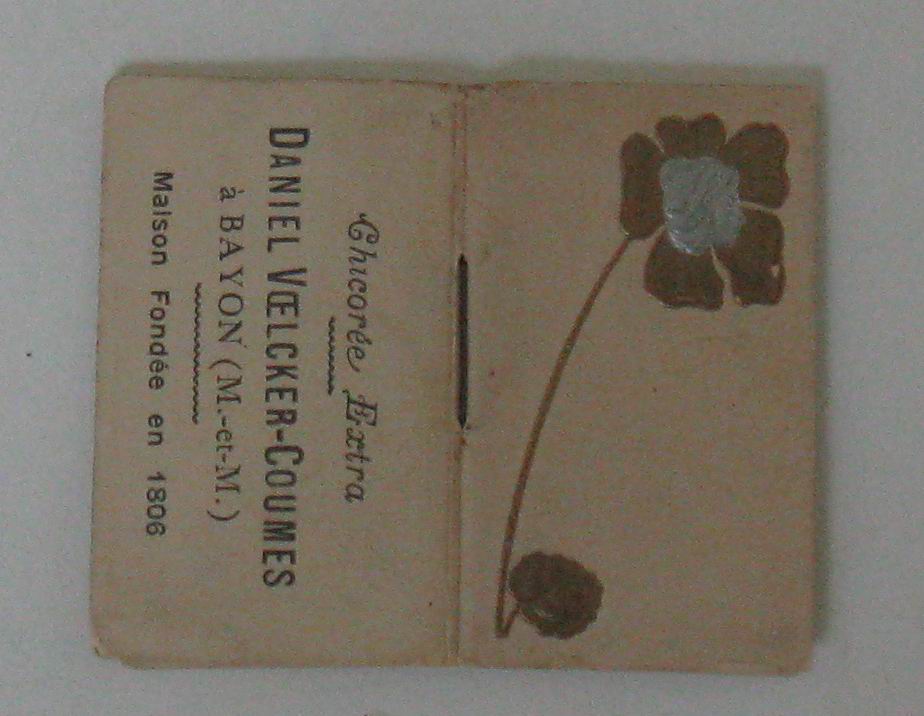 Chicorée Extra
DANIEL VŒLCKER-COUMES
à BAYON (M.-et-M.)
Maison Fondée en 1806